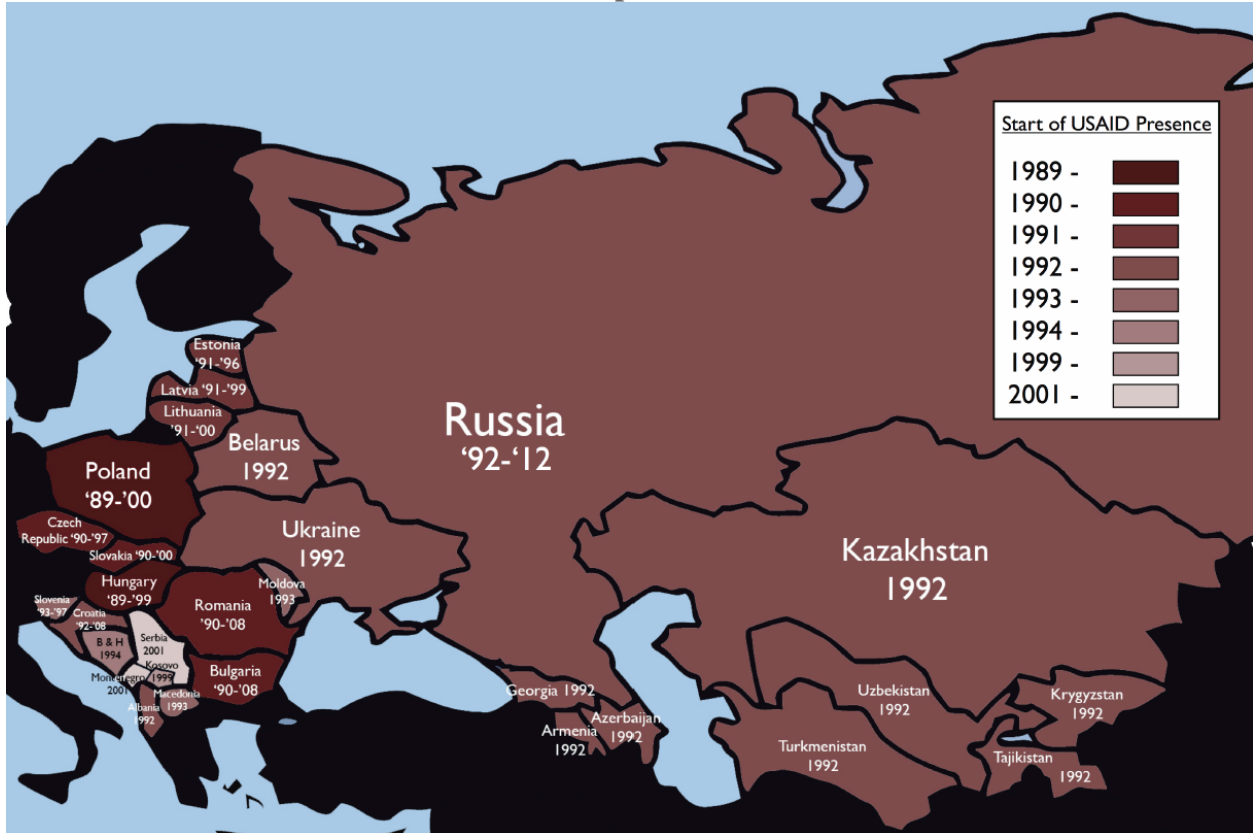 Start of USAID Presence
1989 -
1990 -
1991 -
1992 -
1993 -
1994 -
1999 -
2001 -
Estonia
'91-'96
Latvia '91-'99
Lithuania
'91-'00
Belarus
1992
Russia
'92-'12
Poland
'89-'00
Czech
Republic '90-'97
Slovakia '90-'00
Ukraine
1992
Kazakhstan
1992
Hungary
'89-'99
Moldova
1993
Romania
'90-'08
Slovenia
'93-'97
Croatia
'92-'08
B & H
1994
Serbia
2001
Kosovo
1999
Montenegro
2001
Bulgaria
'90-'08
Macedonia
1993
Albania
1992
Georgia 1992
Armenia
1992
Azerbaijan
1992
Uzbekistan
1992
Turkmenistan
1992
Krygyzstan
1992
Tajikistan
1992